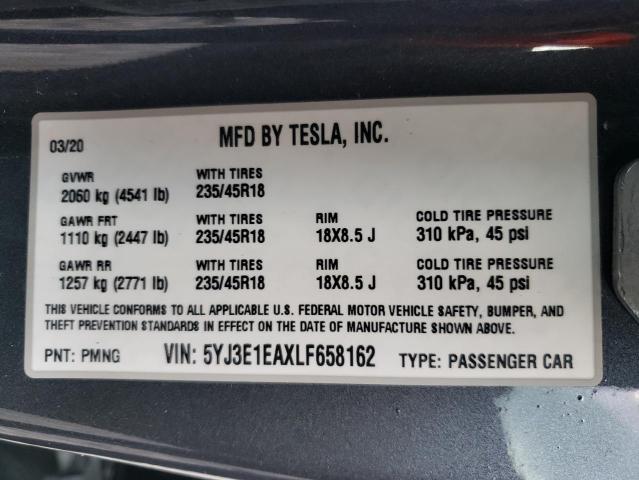 03/20 MFD BY TESLA, INC.
GVWR WITH TIRES
2060 kg (4541 lb) 235/45R18
GAWR FRT WITH TIRES RIM COLD TIRE PRESSURE
1110 kg (2447 lb) 235/45R18 18X8.5 J 310 kPa, 45 psi
GAWR RR WITH TIRES RIM COLD TIRE PRESSURE
1257 kg (2771 lb) 235/45R18 18X8.5 J 310 kPa, 45 psi
THIS VEHICLE CONFORMS TO ALL APPLICABLE U.S. FEDERAL MOTOR VEHICLE SAFETY, BUMPER, AND
THEFT PREVENTION STANDARDS IN EFFECT ON THE DATE OF MANUFACTURE SHOWN ABOVE.
PNT: PMNG VIN: 5YJ3E1EAXLF658162 TYPE: PASSENGER CAR